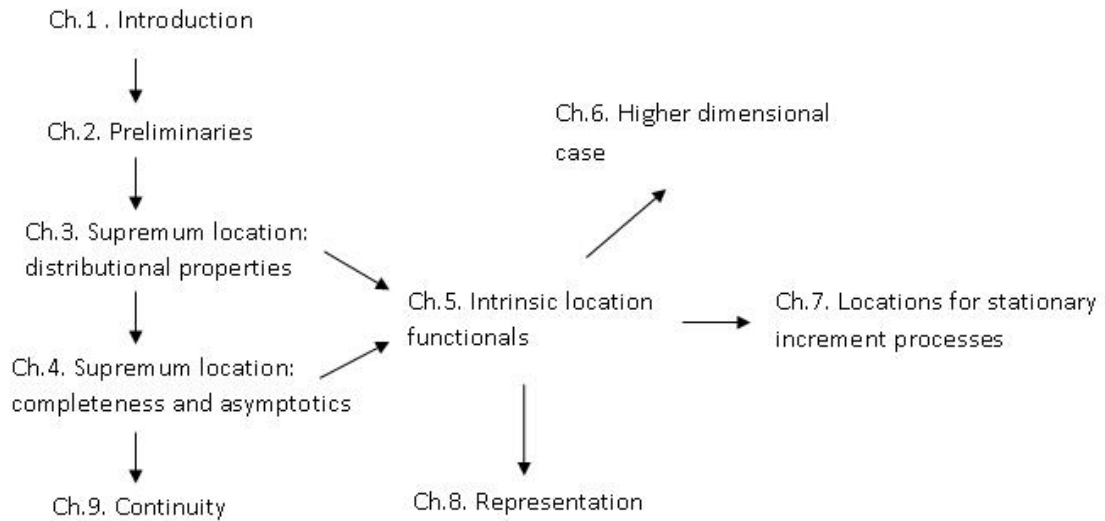 Ch.1 . Introduction
Ch.2. Preliminaries
Ch.3. Supremum location:
distributional properties
Ch.4. Supremum location:
completeness and asymptotics
Ch.9. Continuity
Ch.5. Intrinsic location
functionals
Ch.6. Higher dimensional
case
Ch.7. Locations for stationary
increment processes
Ch.8. Representation